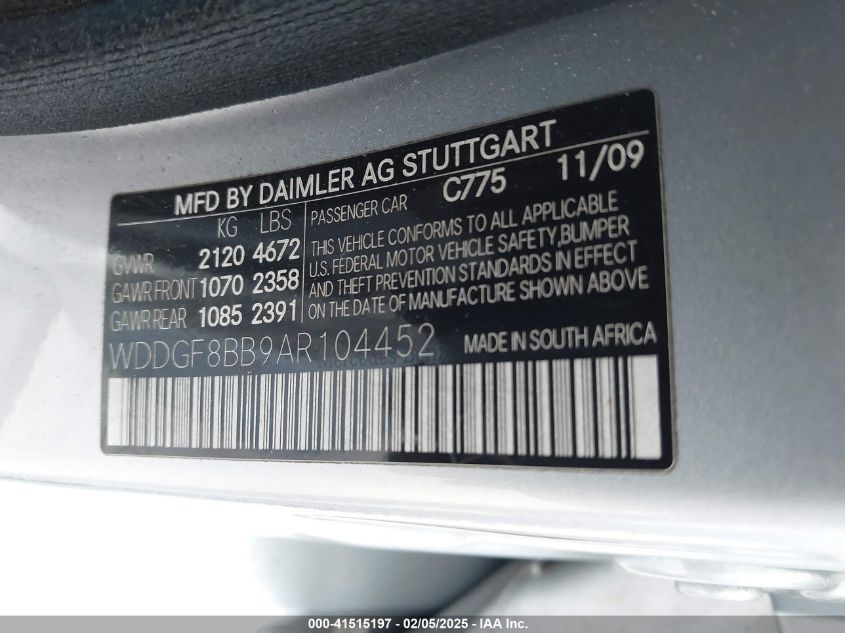 MFD BY DAIMLER AG STUTTGART 11/09
KG LBS PASSENGER CAR C775
GVWR 2120 4672
GAWR FRONT 1070 2358
GAWR REAR 1085 2391
THIS VEHICLE CONFORMS TO ALL APPLICABLE
U.S. FEDERAL MOTOR VEHICLE SAFETY, BUMPER
AND THEFT PREVENTION STANDARDS IN EFFECT
ON THE DATE OF MANUFACTURE SHOWN ABOVE
WDDGF8BB9AR104452 MADE IN SOUTH AFRICA
000-41515197 - 02/05/2025 - IAA Inc.